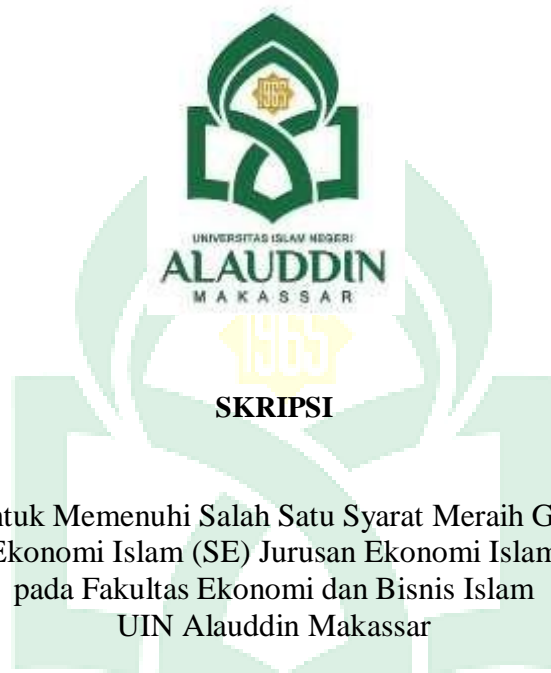 1965
UNIVERSITAS ISLAM NEGERI
ALAUDDIN
MAKASSAR
1965
SKRIPSI
ntuk Memenuhi Salah Satu Syarat Meraih G
Ekonomi Islam (SE) Jurusan Ekonomi Islam
pada Fakultas Ekonomi dan Bisnis Islam
UIN Alauddin Makassar